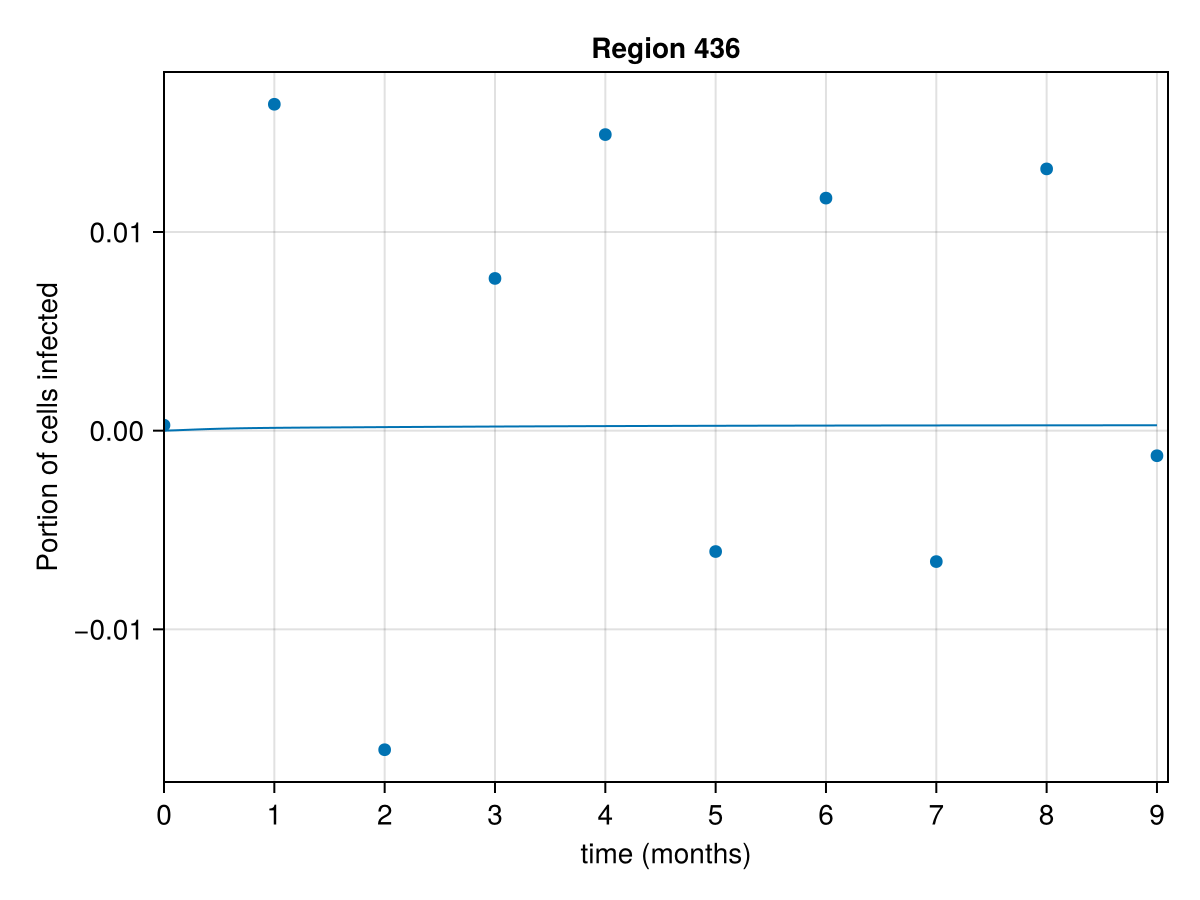 Region 436
Portion of cells infected
0.01
0.00
−0.01
0 1 2 3 4 5 6 7 8 9
time (months)